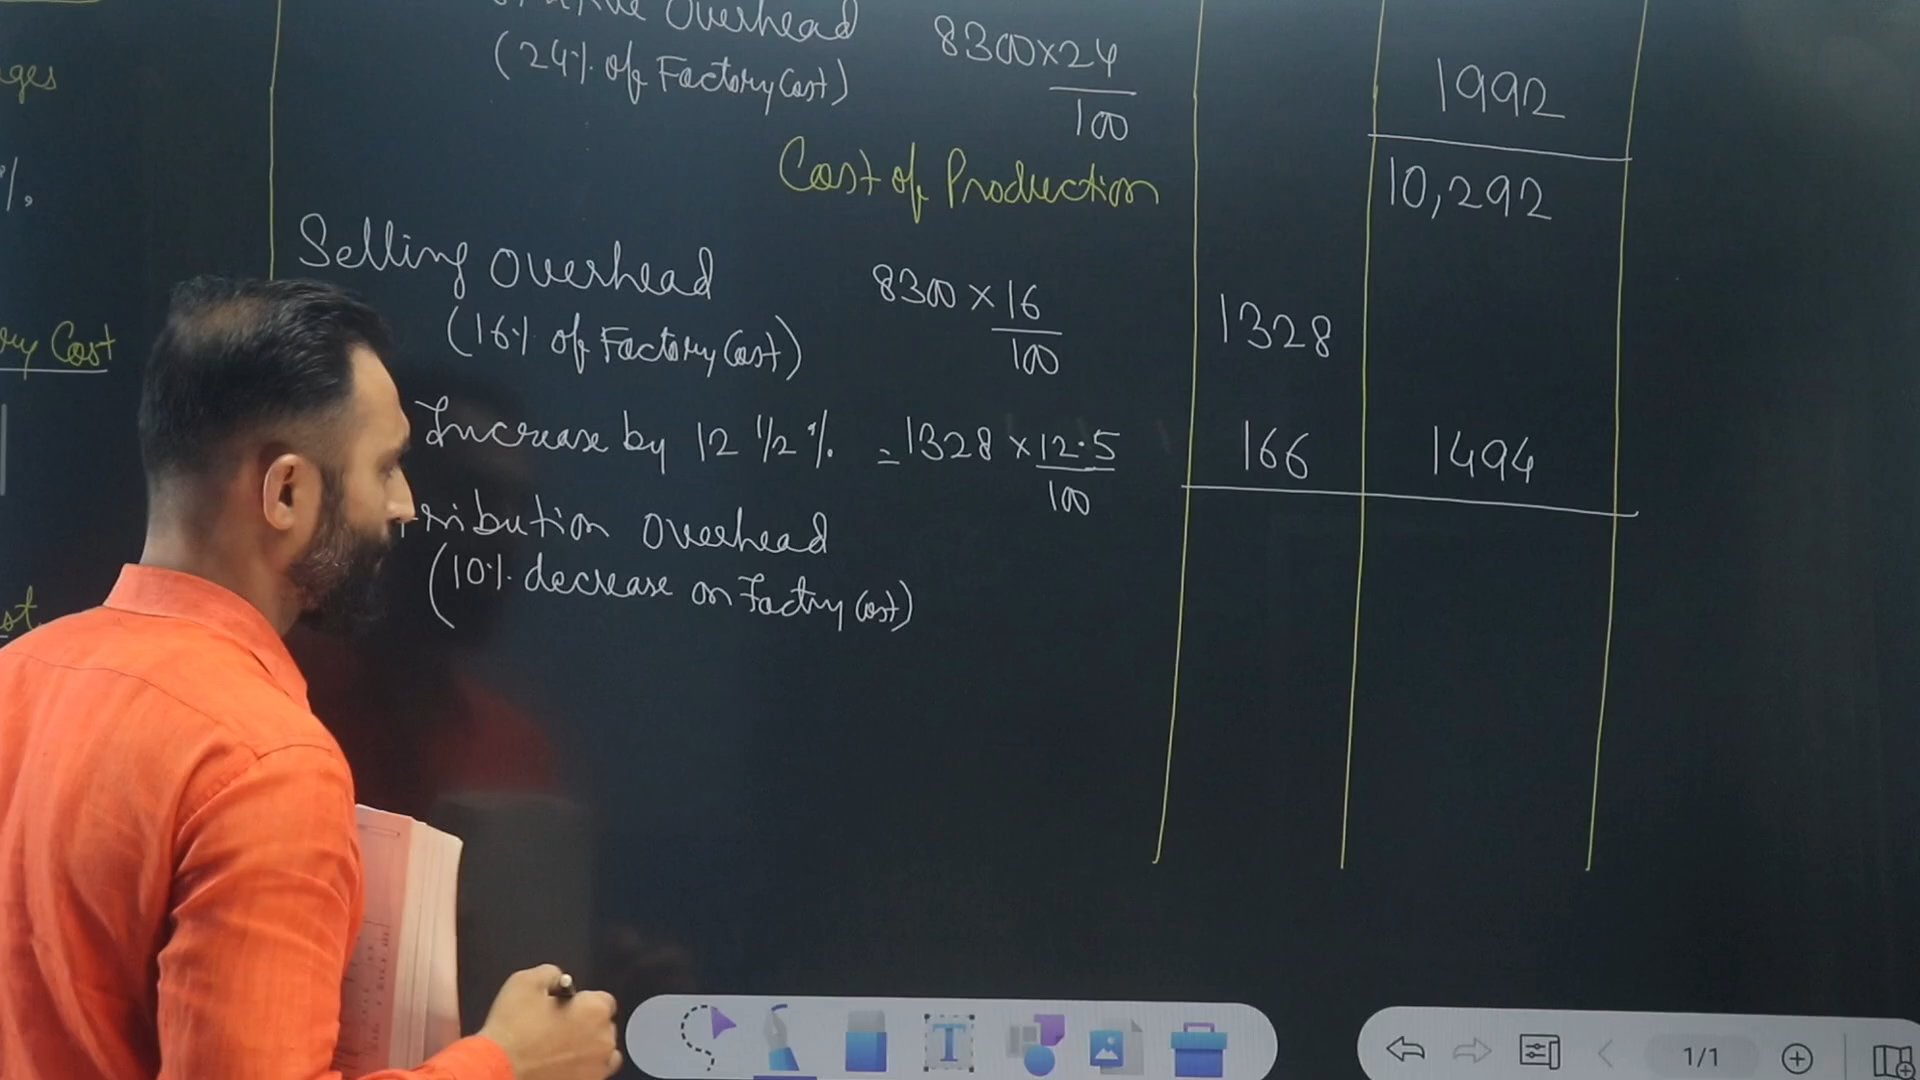 Overhead
(24% of Factory Cost)
8300×24
100
1992
Cost of Production
10,292
Selling Overhead
(16% of Factory Cost)
8300 × 16
100
1328
Increase by 12 1/2 %. = 1328 × 12.5
100
166
1494
Overhead
(10% decrease on Factory Cost)
%.
Cost
T
1/1